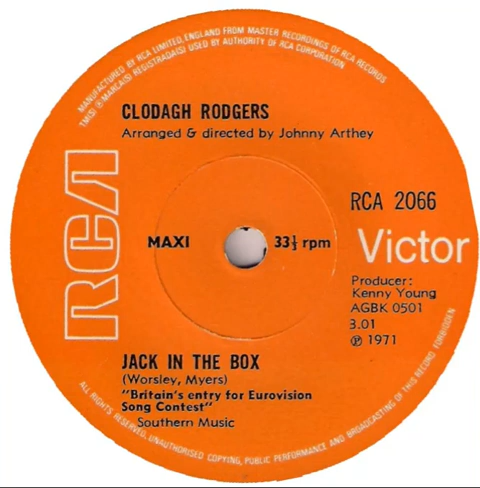 MANUFACTURED BY RCA LIMITED, ENGLAND FROM MASTER RECORDINGS OF RCA RECORDS
TM(S) ® MARCA(S) REGISTRADA(S) USED BY AUTHORITY OF RCA CORPORATION
CLODAGH RODGERS
Arranged & directed by Johnny Arthey
RCA
RCA 2066
MAXI
33⅓ rpm
Victor
Producer:
Kenny Young
AGBK 0501
3.01
℗ 1971
JACK IN THE BOX
(Worsley, Myers)
"Britain's entry for Eurovision
Song Contest"
Southern Music
ALL RIGHTS RESERVED, UNAUTHORISED COPYING, PUBLIC PERFORMANCE AND BROADCASTING OF THIS RECORD FORBIDDEN